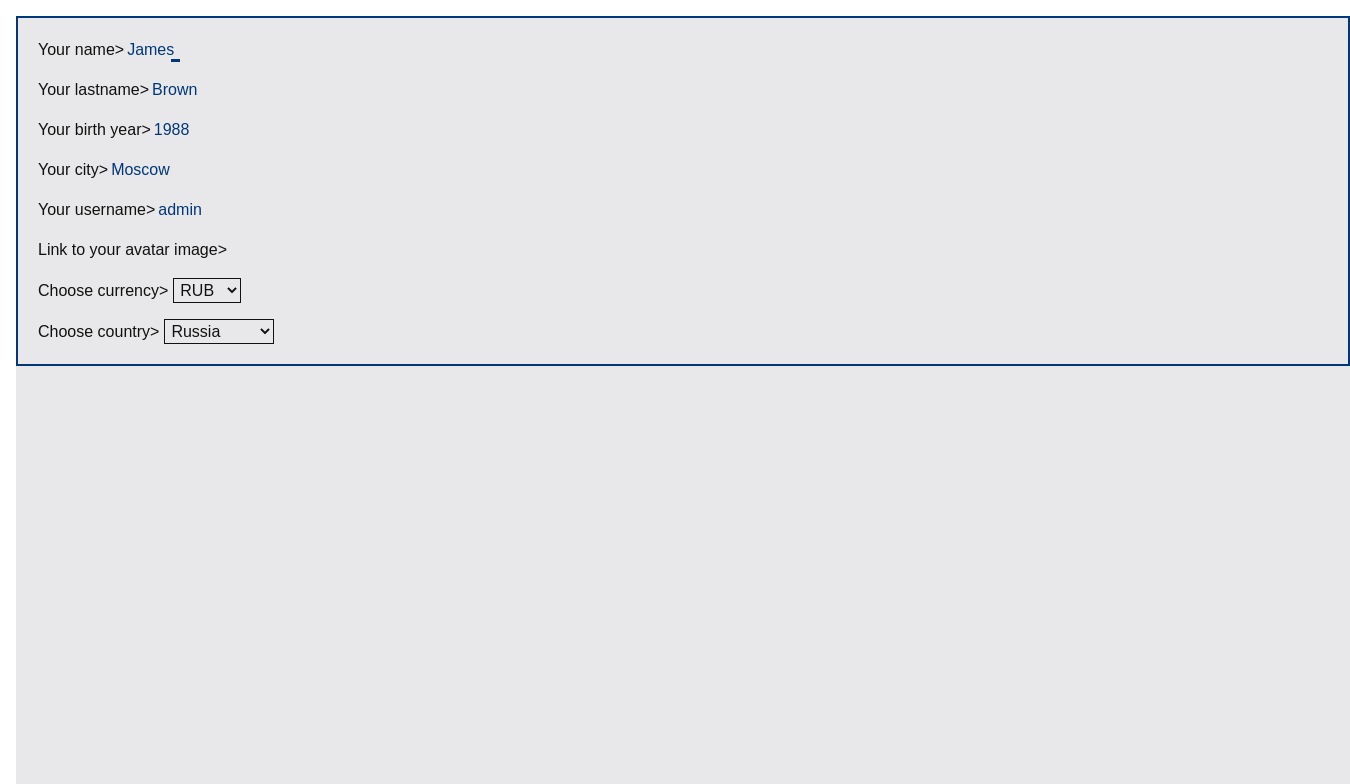 Your name> James
Your lastname> Brown
Your birth year> 1988
Your city> Moscow
Your username> admin
Link to your avatar image>
Choose currency> RUB
Choose country> Russia